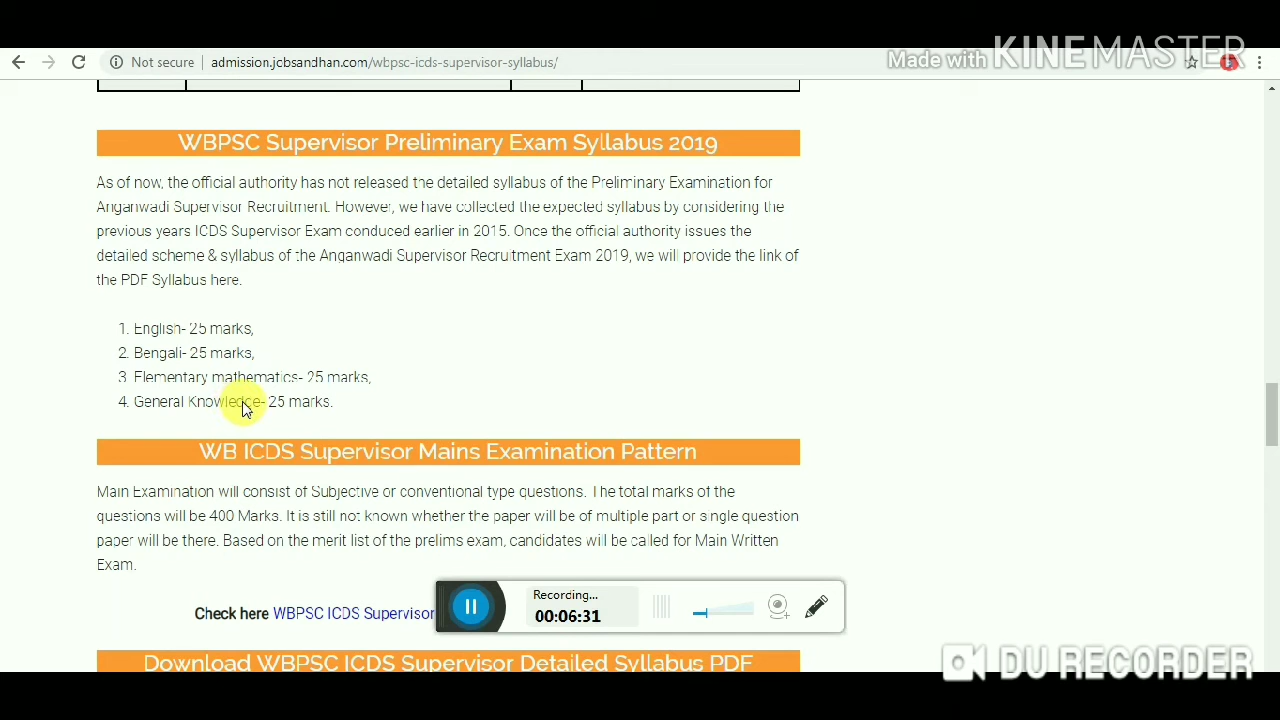 Made with KINEMASTER
Not secure admission.jobsandhan.com/wbpsc-icds-supervisor-syllabus/
WBPSC Supervisor Preliminary Exam Syllabus 2019
As of now, the official authority has not released the detailed syllabus of the Preliminary Examination for
Anganwadi Supervisor Recruitment. However, we have collected the expected syllabus by considering the
previous years ICDS Supervisor Exam conduced earlier in 2015. Once the official authority issues the
detailed scheme & syllabus of the Anganwadi Supervisor Recruitment Exam 2019, we will provide the link of
the PDF Syllabus here.
1. English- 25 marks,
2. Bengali- 25 marks,
3 Elementary mathematics- 25 marks,
4. General Knowledge- 25 marks.
WB ICDS Supervisor Mains Examination Pattern
Main Examination will consist of Subjective or conventional type questions. The total marks of the
questions will be 400 Marks. It is still not known whether the paper will be of multiple part or single question
paper will be there. Based on the merit list of the prelims exam, candidates will be called for Main Written
Exam.
Check here WBPSC ICDS Supervisor
Recording...
00:06:31
Download WBPSC ICDS Supervisor Detailed Syllabus PDF
DU RECORDER